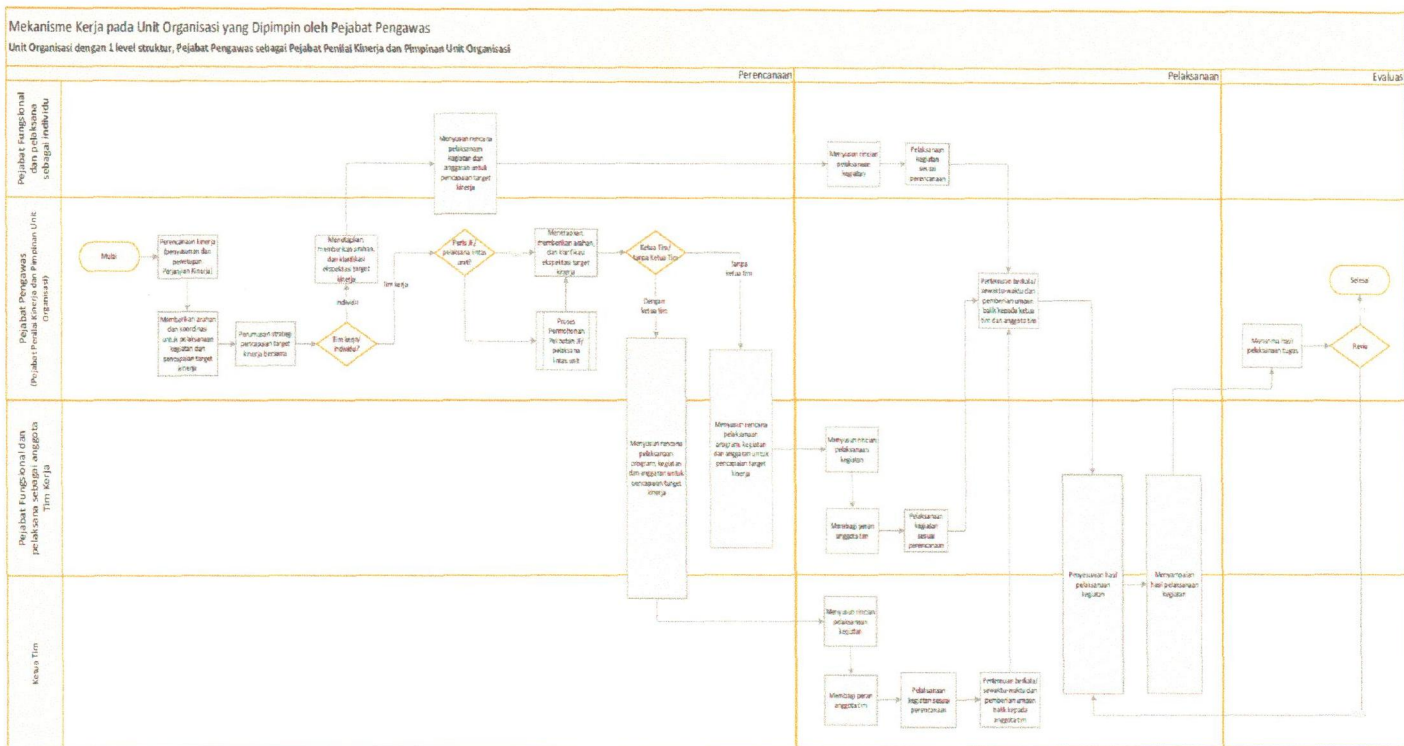 Mekanisme Kerja pada Unit Organisasi yang Dipimpin oleh Pejabat Pengawas
Unit Organisasi dengan 1 level struktur, Pejabat Pengawas sebagai Pejabat Penilai Kinerja dan Pimpinan Unit Organisasi
Perencanaan
Pelaksanaan
Evaluas
Pejabat Fungsional
dan pelaksana
sebagai individu
Menyusun rencana
pelaksanaan
kegiatan dan
anggaran untuk
pencapaian target
kinerja
Menyusun rincian
pelaksanaan
kegiatan
Pelaksanaan
kegiatan
sesuai
perencanaan
Pejabat Pengawas
(Pejabat Penilai Kinerja dan Pimpinan Unit
Organisasi)
Mulai
Perencanaan kinerja
(penyusunan dan
penetapan
Perjanjian Kinerja)
Memberikan arahan
dan koordinasi
untuk pelaksanaan
kegiatan dan
pencapaian target
kinerja
Perumusan strategi
pencapaian target
kinerja bersama
Tim kerja/
Individu?
Individu
Tim kerja
Menetapkan,
memberikan arahan,
dan klarifikasi
ekspektasi target
kinerja
Perlu JF/
pelaksana lintas
unit?
Menetapkan,
memberikan arahan,
dan klarifikasi
ekspektasi target
kinerja
Proses
Permohonan
Pelibatan JF/
pelaksana
lintas unit
Ketua Tim/
tanpa Ketua Tim
Dengan
ketua tim
tanpa
ketua tim
Pertemuan berkala/
sewaktu-waktu dan
pemberian umpan
balik kepada ketua
tim dan anggota tim
Menerima hasil
pelaksanaan tugas
Selesai
Reviu
Pejabat Fungsional dan
pelaksana sebagai anggota
Tim Kerja
Menyusun rencana
pelaksanaan
program, kegiatan
dan anggaran untuk
pencapaian target
kinerja
Menyusun rencana
pelaksanaan
program, kegiatan
dan anggaran untuk
pencapaian target
kinerja
Menyusun rincian
pelaksanaan
kegiatan
Membagi peran
anggota tim
Pelaksanaan
kegiatan
sesuai
perencanaan
Penyusunan hasil
pelaksanaan
kegiatan
Menyampaikan
hasil pelaksanaan
kegiatan
Ketua Tim
Menyusun rincian
pelaksanaan
kegiatan
Membagi peran
anggota tim
Pelaksanaan
kegiatan sesuai
perencanaan
Pertemuan berkala/
sewaktu-waktu dan
pemberian umpan
balik kepada
anggota tim